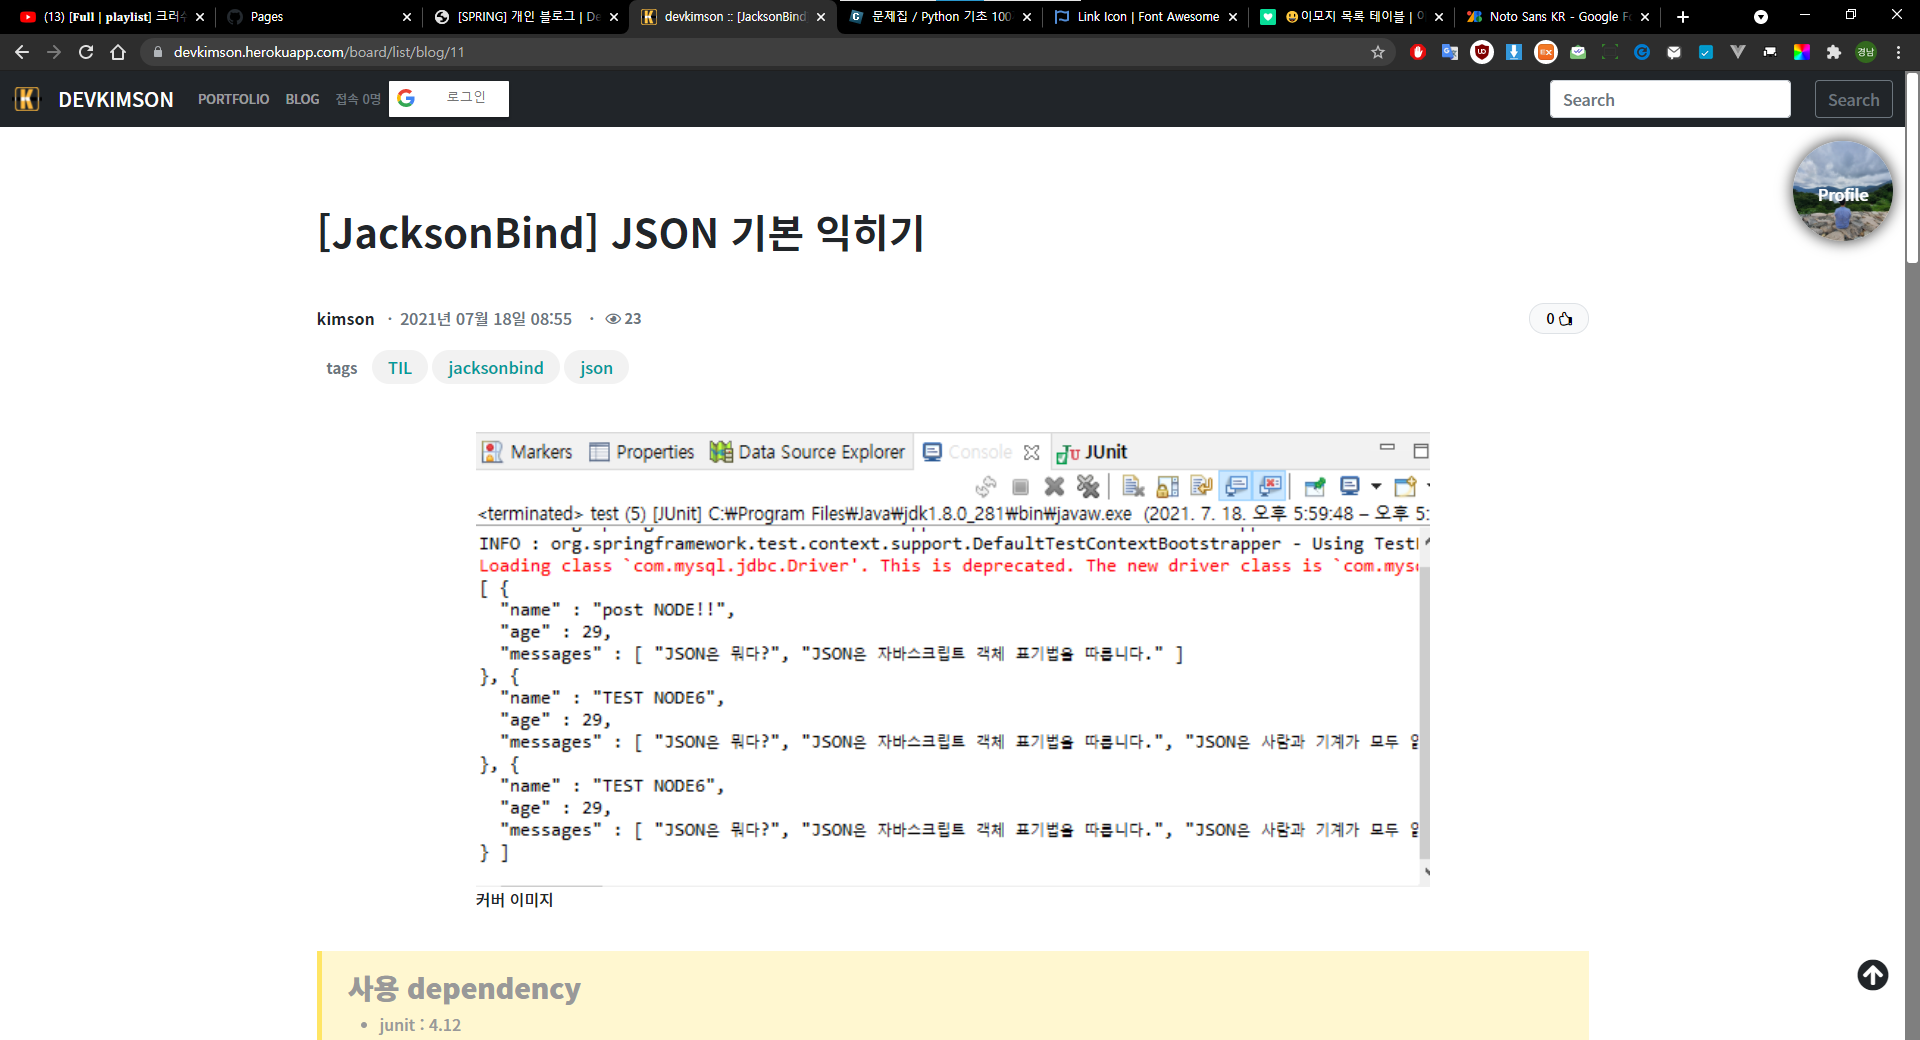 (13) [Full | playlist] 크러쉬
Pages
[SPRING] 개인 블로그 | De
devkimson :: [JacksonBind]
문제집 / Python 기초 100
Link Icon | Font Awesome
이모지 목록 테이블 |
Noto Sans KR - Google Fo
devkimson.herokuapp.com/board/list/blog/11
경남
DEVKIMSON PORTFOLIO BLOG 접속 0명 로그인 Search Search
Profile
[JacksonBind] JSON 기본 익히기
kimson · 2021년 07월 18일 08:55 · 23
0
tags TIL jacksonbind json
Markers Properties Data Source Explorer Console JUnit
<terminated> test (5) [JUnit] C:₩Program Files₩Java₩jdk1.8.0_281₩bin₩javaw.exe (2021. 7. 18. 오후 5:59:48 – 오후 5:
INFO : org.springframework.test.context.support.DefaultTestContextBootstrapper - Using Test
Loading class `com.mysql.jdbc.Driver'. This is deprecated. The new driver class is `com.mys
[ {
"name" : "post NODE!!",
"age" : 29,
"messages" : [ "JSON은 뭐다?", "JSON은 자바스크립트 객체 표기법을 따릅니다." ]
}, {
"name" : "TEST NODE6",
"age" : 29,
"messages" : [ "JSON은 뭐다?", "JSON은 자바스크립트 객체 표기법을 따릅니다.", "JSON은 사람과 기계가 모두
}, {
"name" : "TEST NODE6",
"age" : 29,
"messages" : [ "JSON은 뭐다?", "JSON은 자바스크립트 객체 표기법을 따릅니다.", "JSON은 사람과 기계가 모두
} ]
커버 이미지
사용 dependency
• junit : 4.12